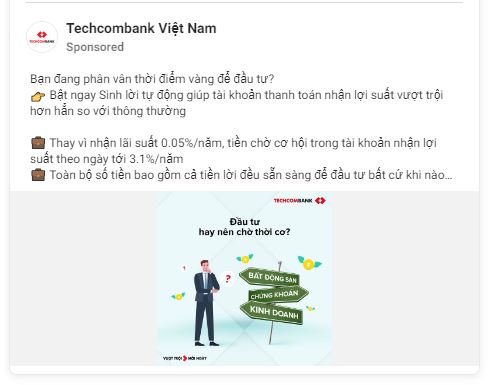 TECHCOMBANK
Techcombank Việt Nam
Sponsored
Bạn đang phân vân thời điểm vàng để đầu tư?
👉 Bật ngay Sinh lời tự động giúp tài khoản thanh toán nhận lợi suất vượt trội
hơn hẳn so với thông thường
💼 Thay vì nhận lãi suất 0.05%/năm, tiền chờ cơ hội trong tài khoản nhận lợi
suất theo ngày tới 3.1%/năm
💼 Toàn bộ số tiền bao gồm cả tiền lời đều sẵn sàng để đầu tư bất cứ khi nào...
TECHCOMBANK
Đầu tư
hay nên chờ thời cơ?
?
?
BẤT ĐỘNG SẢN
CHỨNG KHOÁN
KINH DOANH
VƯỢT TRỘI MỖI NGÀY